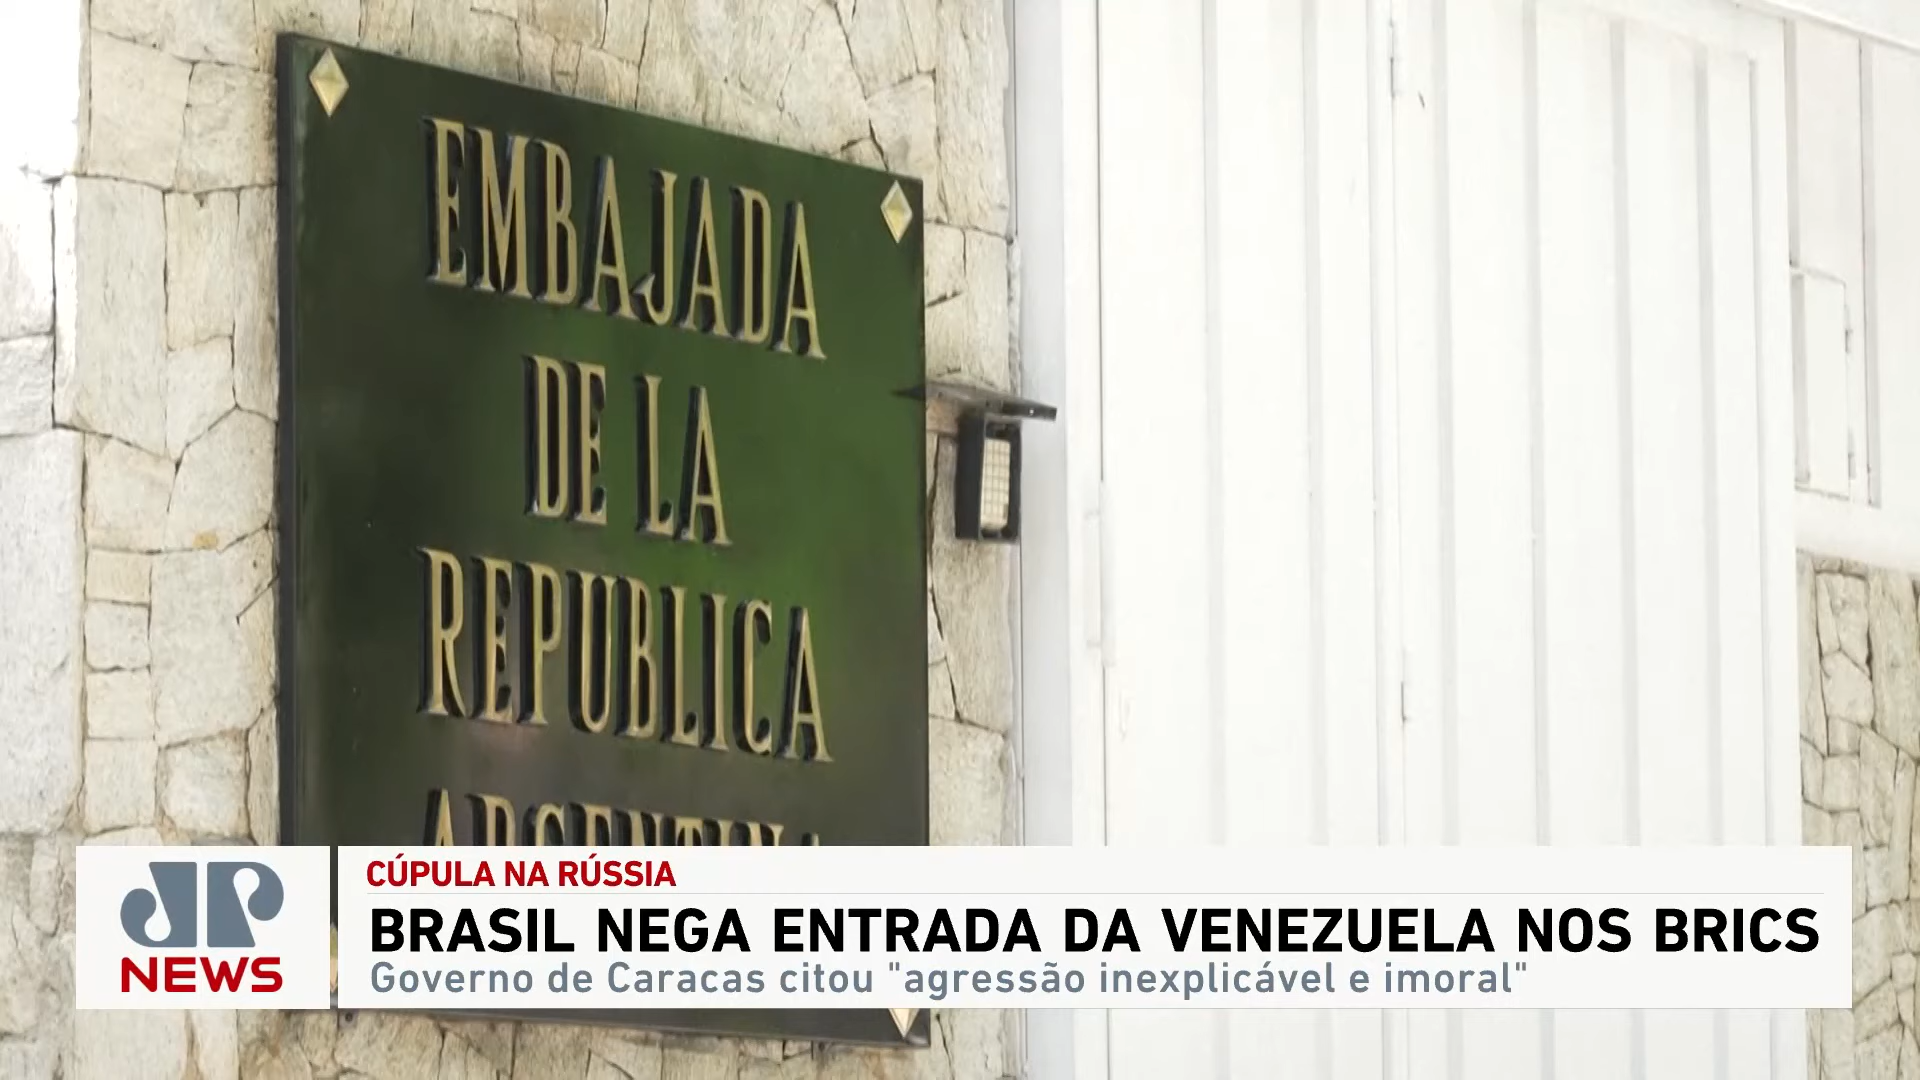 EMBAJADA
DE LA
REPUBLICA
ARGENTINA
JP
NEWS
CÚPULA NA RÚSSIA
BRASIL NEGA ENTRADA DA VENEZUELA NOS BRICS
Governo de Caracas citou "agressão inexplicável e imoral"